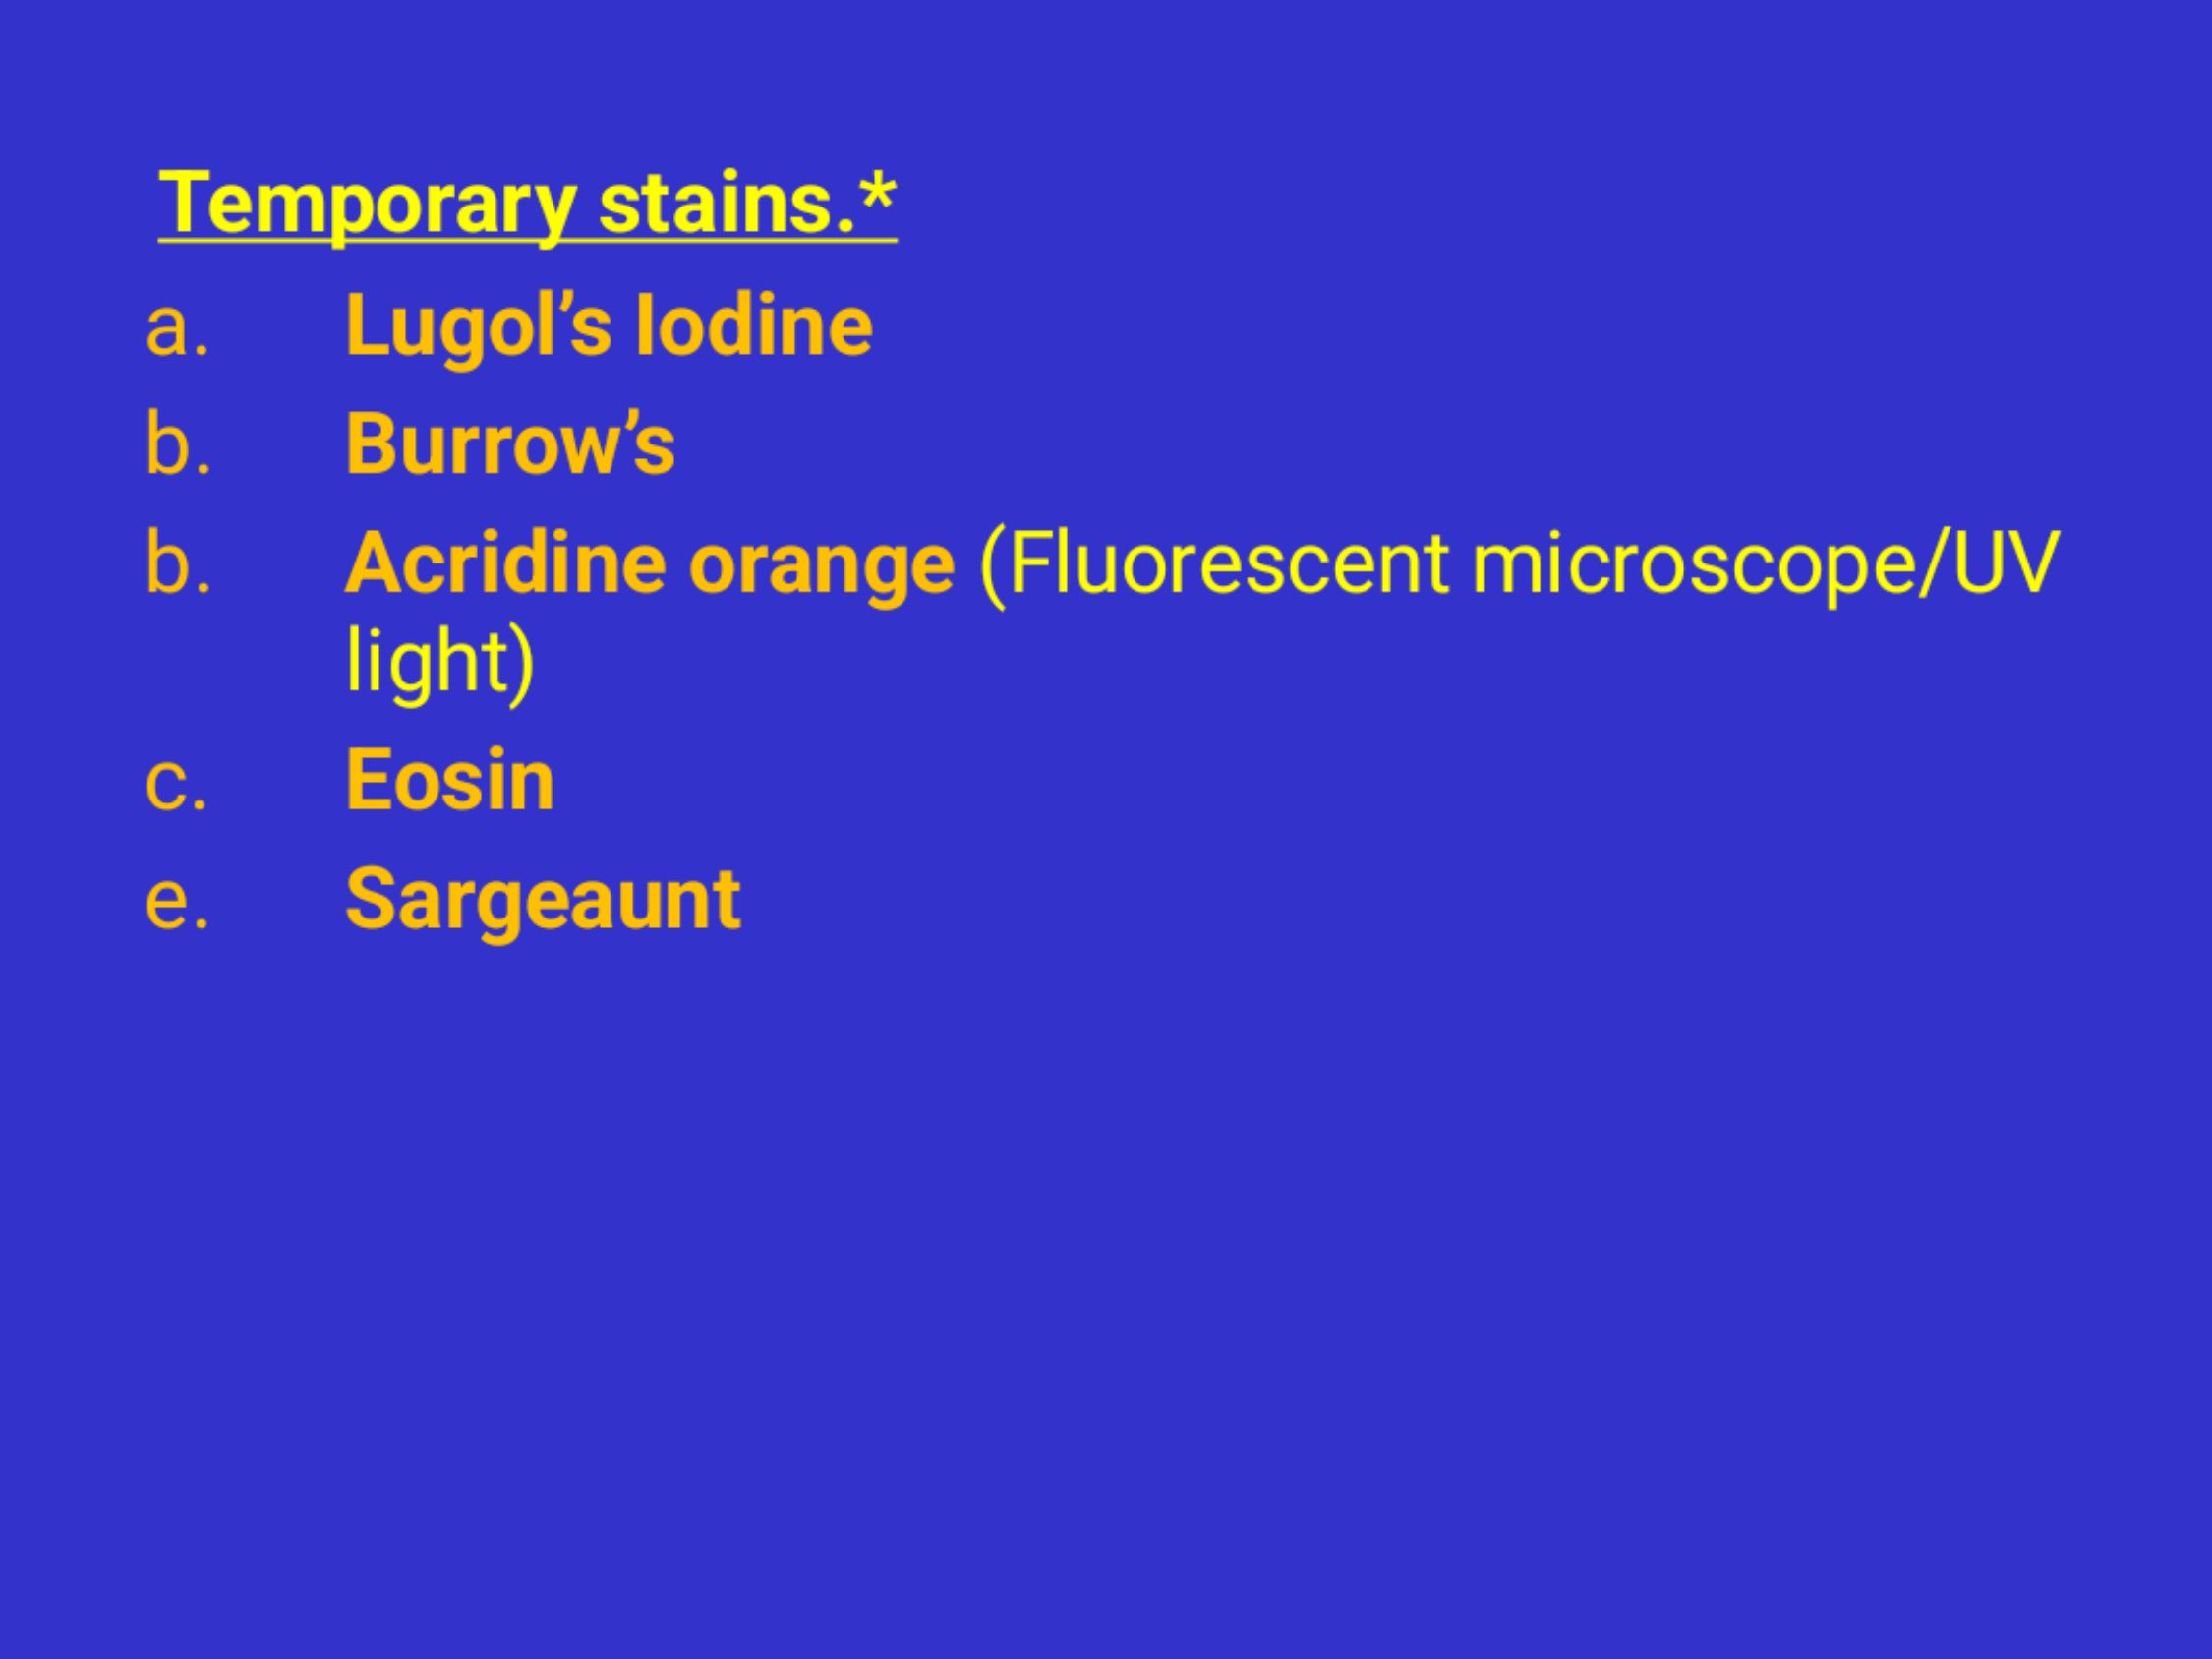 Temporary stains.*
a. Lugol’s Iodine
b. Burrow’s
b. Acridine orange (Fluorescent microscope/UV
light)
c. Eosin
e. Sargeaunt